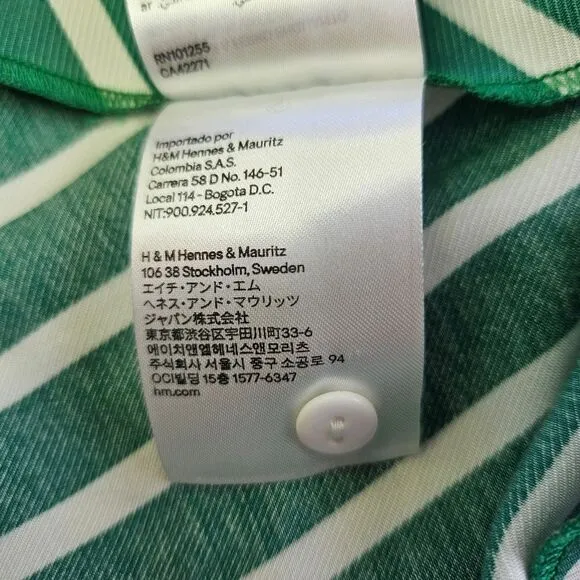 BY
RN101255
CA42271
Importado por
H&M Hennes & Mauritz
Colombia S.A.S.
Carrera 58 D No. 146-51
Local 114 - Bogota D.C.
NIT:900.924.527-1
H & M Hennes & Mauritz
106 38 Stockholm, Sweden
エイチ・アンド・エム
ヘネス・アンド・マウリッツ
ジャパン株式会社
東京都渋谷区宇田川町33-6
에이치앤엠헤네스앤모리츠
주식회사 서울시 중구 소공로 94
OCI빌딩 15층 1577-6347
hm.com